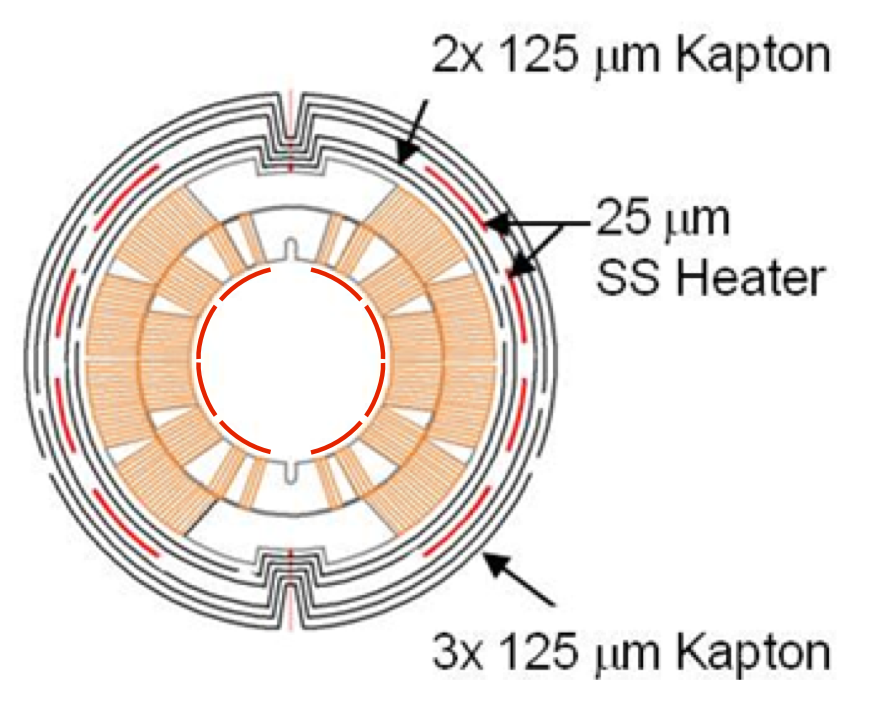 2x 125 μm Kapton
25 μm
SS Heater
3x 125 μm Kapton